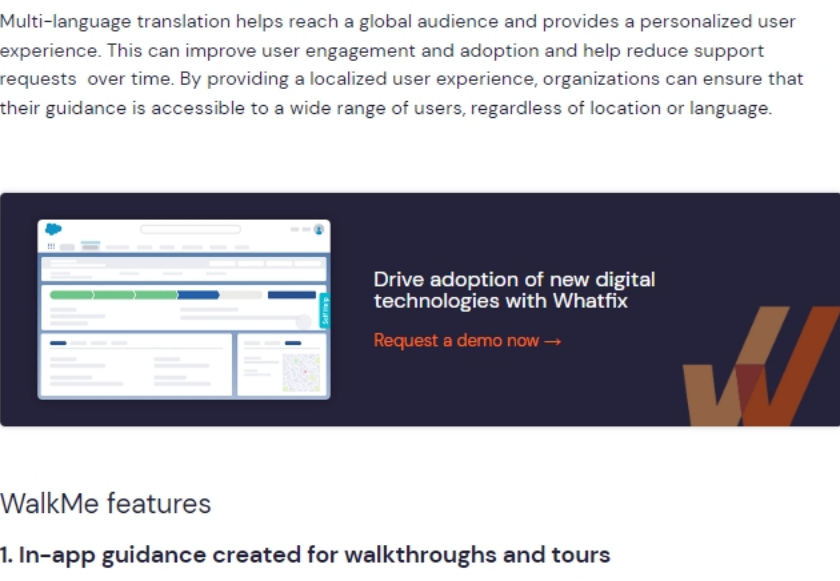 Multi-language translation helps reach a global audience and provides a personalized user
experience. This can improve user engagement and adoption and help reduce support
requests  over time. By providing a localized user experience, organizations can ensure that
their guidance is accessible to a wide range of users, regardless of location or language.
Self Help
Drive adoption of new digital
technologies with Whatfix
Request a demo now →
WalkMe features
1. In-app guidance created for walkthroughs and tours